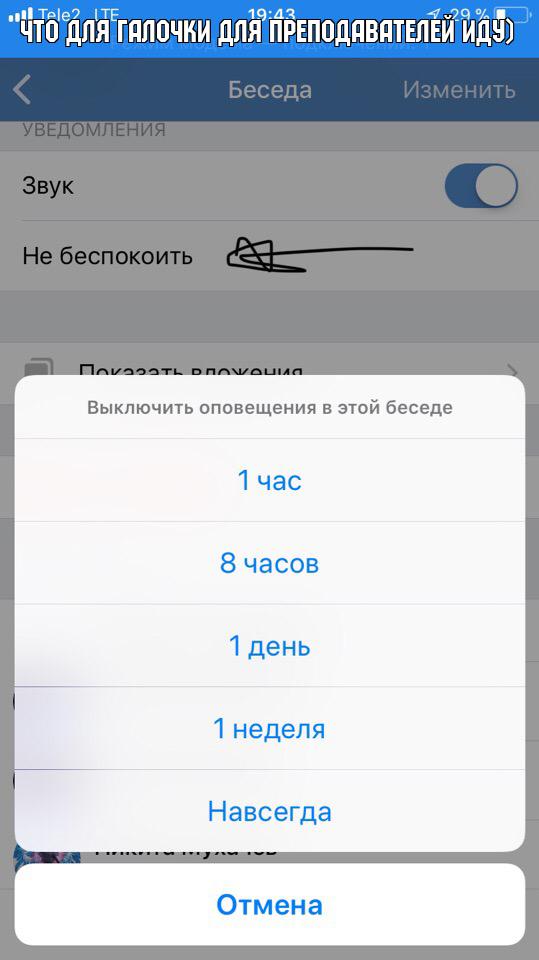 Tele2 LTE 19:43 29 %
ЧТО ДЛЯ ГАЛОЧКИ ДЛЯ ПРЕПОДАВАТЕЛЕЙ ИДУ)
Беседа Изменить
УВЕДОМЛЕНИЯ
Звук
Не беспокоить
Показать вложения
Выключить оповещения в этой беседе
1 час
8 часов
1 день
1 неделя
Навсегда
Никита Мухачев
Отмена